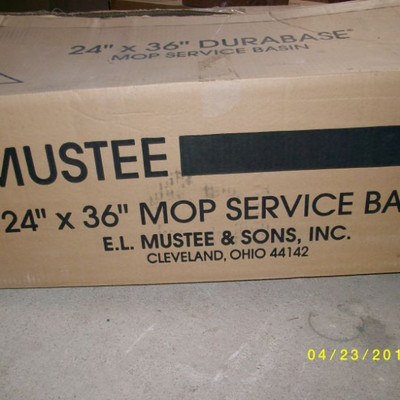 24" x 36" DURABASE
MOP SERVICE BASIN
MUSTEE
24" x 36" MOP SERVICE BA
E.L. MUSTEE & SONS, INC.
CLEVELAND, OHIO 44142
04/23/201